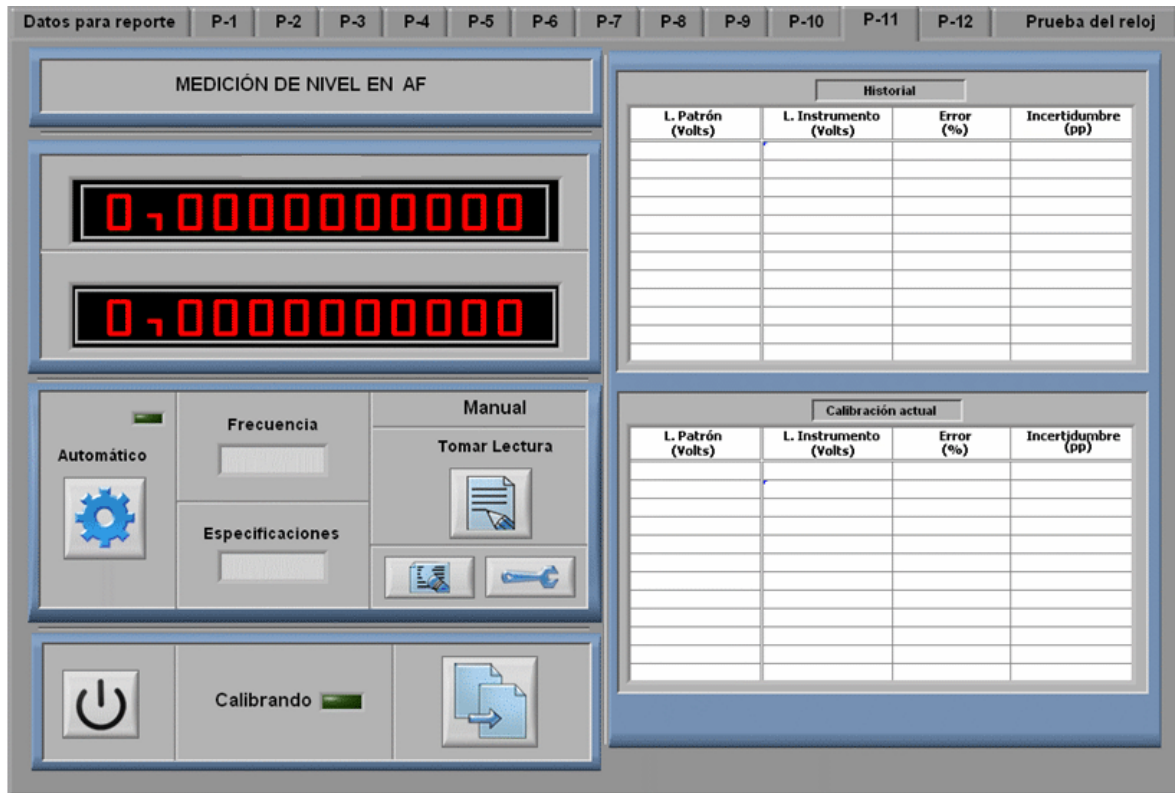 Datos para reporte P-1 P-2 P-3 P-4 P-5 P-6 P-7 P-8 P-9 P-10 P-11 P-12 Prueba del reloj
MEDICIÓN DE NIVEL EN AF
0,0000000000
0,0000000000
Automático
Frecuencia
Especificaciones
Manual
Tomar Lectura
Calibrando
Historial
L. Patrón (Volts) L. Instrumento (Volts) Error (%) Incertidumbre (pp)
Calibración actual
L. Patrón (Volts) L. Instrumento (Volts) Error (%) Incertidumbre (pp)